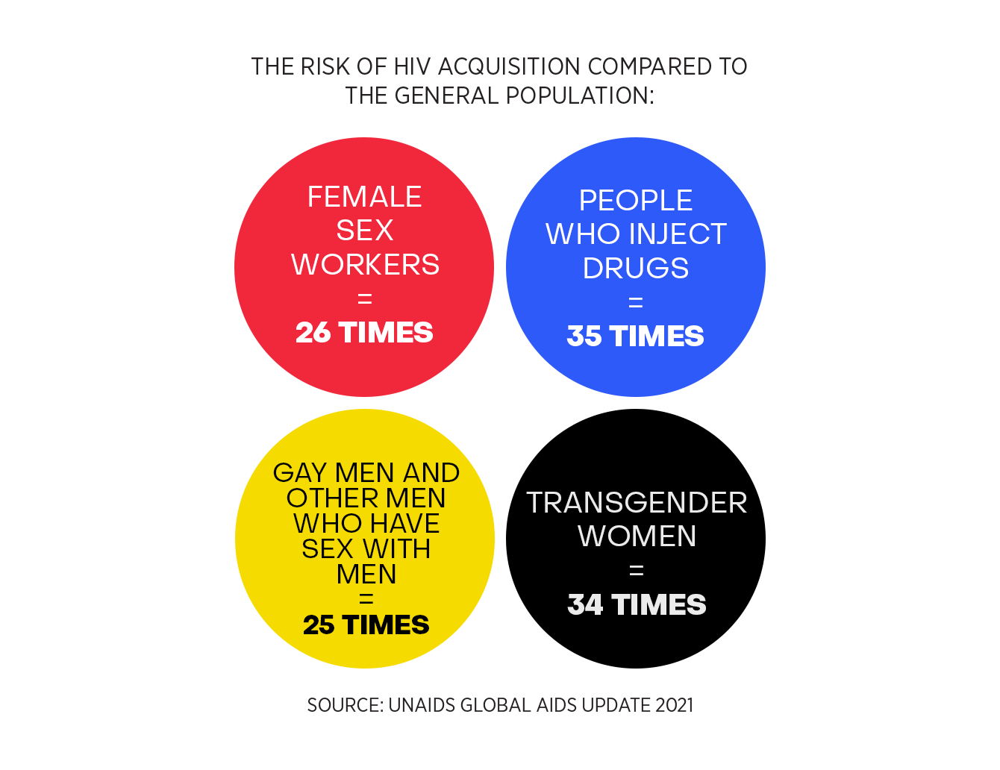 THE RISK OF HIV ACQUISITION COMPARED TO
THE GENERAL POPULATION:
FEMALE
SEX
WORKERS
=
26 TIMES
PEOPLE
WHO INJECT
DRUGS
=
35 TIMES
GAY MEN AND
OTHER MEN
WHO HAVE
SEX WITH
MEN
=
25 TIMES
TRANSGENDER
WOMEN
=
34 TIMES
SOURCE: UNAIDS GLOBAL AIDS UPDATE 2021